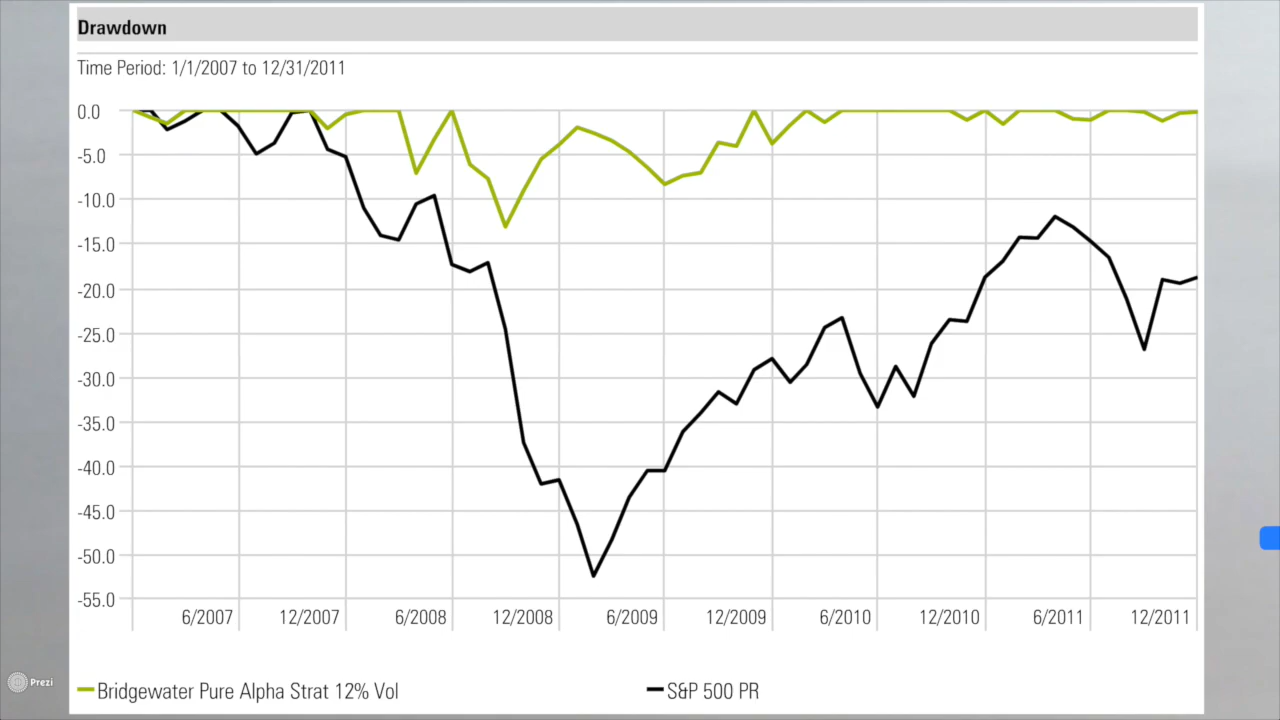 Drawdown
Time Period: 1/1/2007 to 12/31/2011
0.0
-5.0
-10.0
-15.0
-20.0
-25.0
-30.0
-35.0
-40.0
-45.0
-50.0
-55.0
6/2007 12/2007 6/2008 12/2008 6/2009 12/2009 6/2010 12/2010 6/2011 12/2011
Bridgewater Pure Alpha Strat 12% Vol S&P 500 PR
Prezi